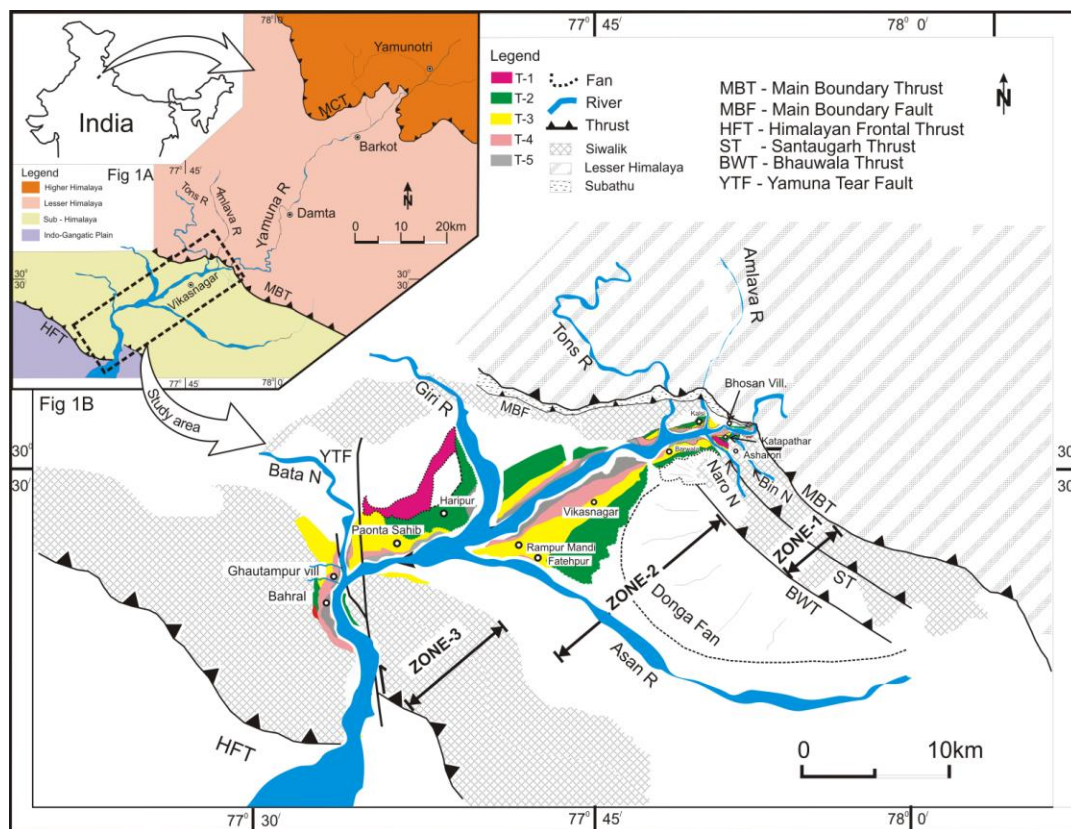 India
Fig 1A
Legend
Higher Himalaya
Lesser Himalaya
Sub - Himalaya
Indo-Gangatic Plain
78° 0'
Yamunotri
MCT
Barkot
77° 45'
Tons R
Amlava R
Yamuna R
Damta
N
0 10 20km
30° 30'
30° 30'
Vikasnagar
MBT
HFT
77° 45'
78° 0'
Study area
77° 45'
78° 0'
Legend
T-1
T-2
T-3
T-4
T-5
Fan
River
Thrust
Siwalik
Lesser Himalaya
Subathu
MBT - Main Boundary Thrust
MBF - Main Boundary Fault
HFT - Himalayan Frontal Thrust
ST - Santaugarh Thrust
BWT - Bhauwala Thrust
YTF - Yamuna Tear Fault
N
Fig 1B
30° 30'
30° 30'
Giri R
Tons R
Amlava R
MBF
Bhosan Vill.
Kalsi
Katapathar
Asharori
Bata N
YTF
Haripur
Naro N
Bin N
MBT
Vikasnagar
Paonta Sahib
Rampur Mandi
Fatehpur
ZONE-1
ST
Ghautampur vill
Bahral
ZONE-2
BWT
Donga Fan
ZONE-3
Asan R
HFT
0 10km
77° 30'
77° 45'
78° 0'